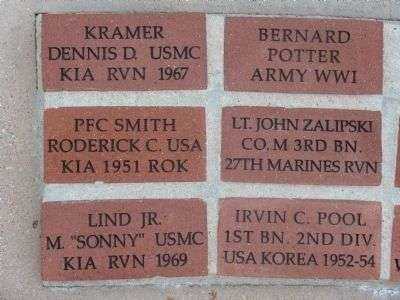 KRAMER
DENNIS D. USMC
KIA RVN 1967
BERNARD
POTTER
ARMY WWI
PFC SMITH
RODERICK C. USA
KIA 1951 ROK
LT. JOHN ZALIPSKI
CO. M 3RD BN.
27TH MARINES RVN
LIND JR.
M. "SONNY" USMC
KIA RVN 1969
IRVIN C. POOL
1ST BN. 2ND DIV.
USA KOREA 1952-54